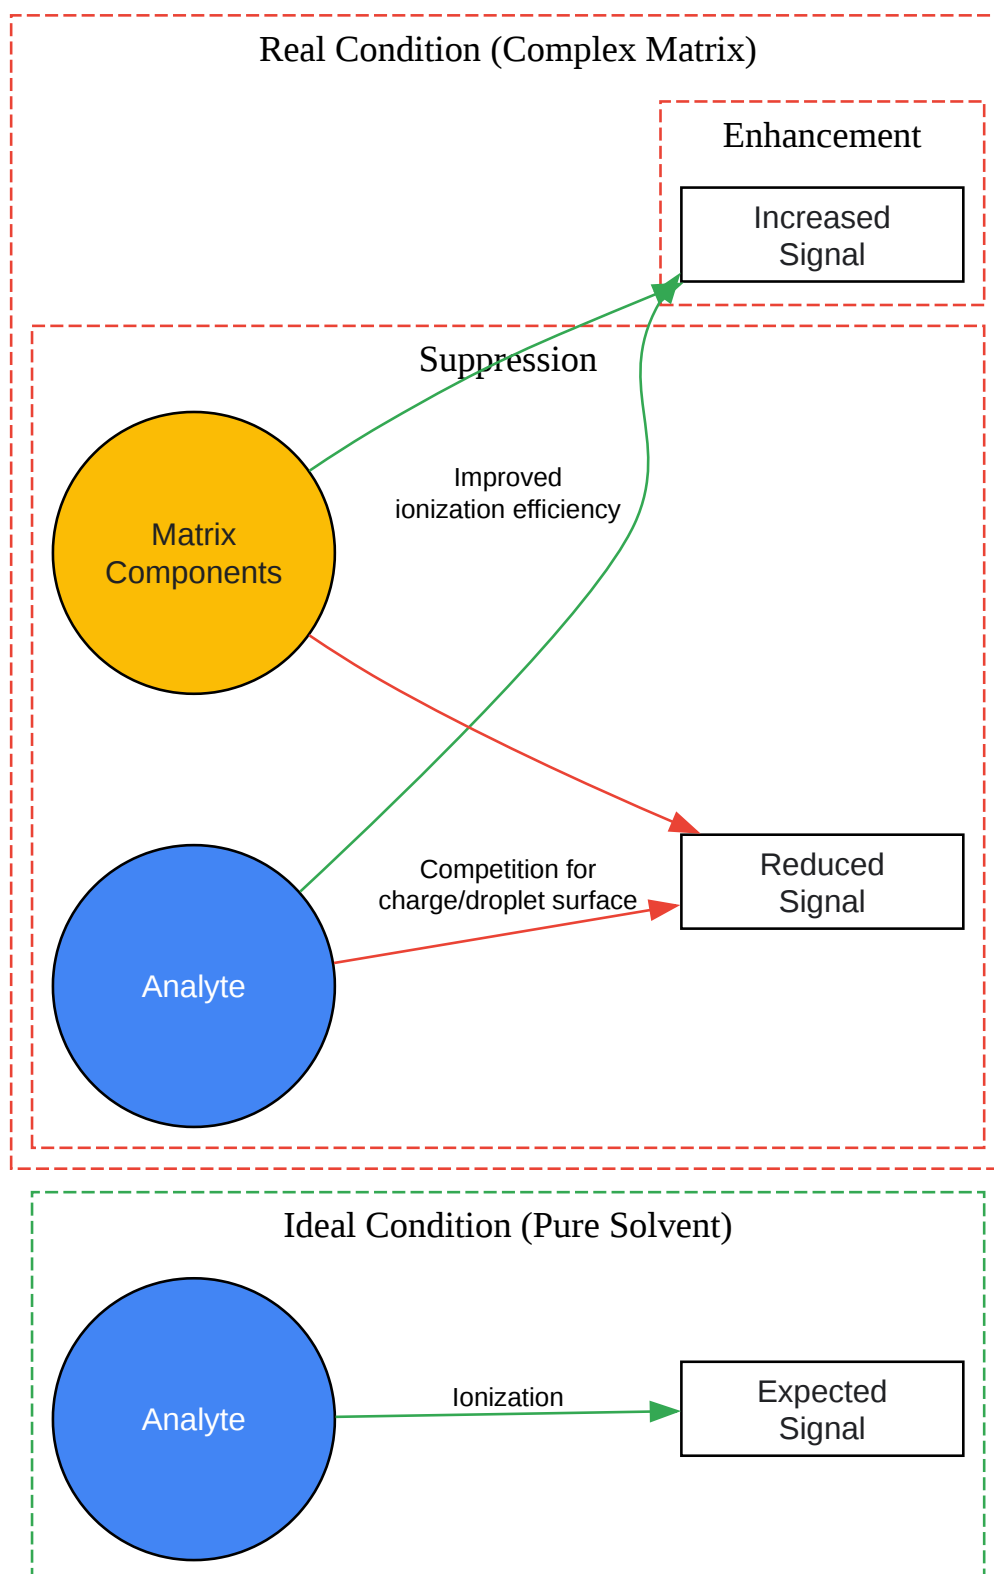 Real Condition (Complex Matrix)
Enhancement
Increased
Signal
Suppression
Improved
ionization efficiency
Matrix
Components
Competition for
charge/droplet surface
Reduced
Signal
Analyte
Ideal Condition (Pure Solvent)
Analyte
Ionization
Expected
Signal